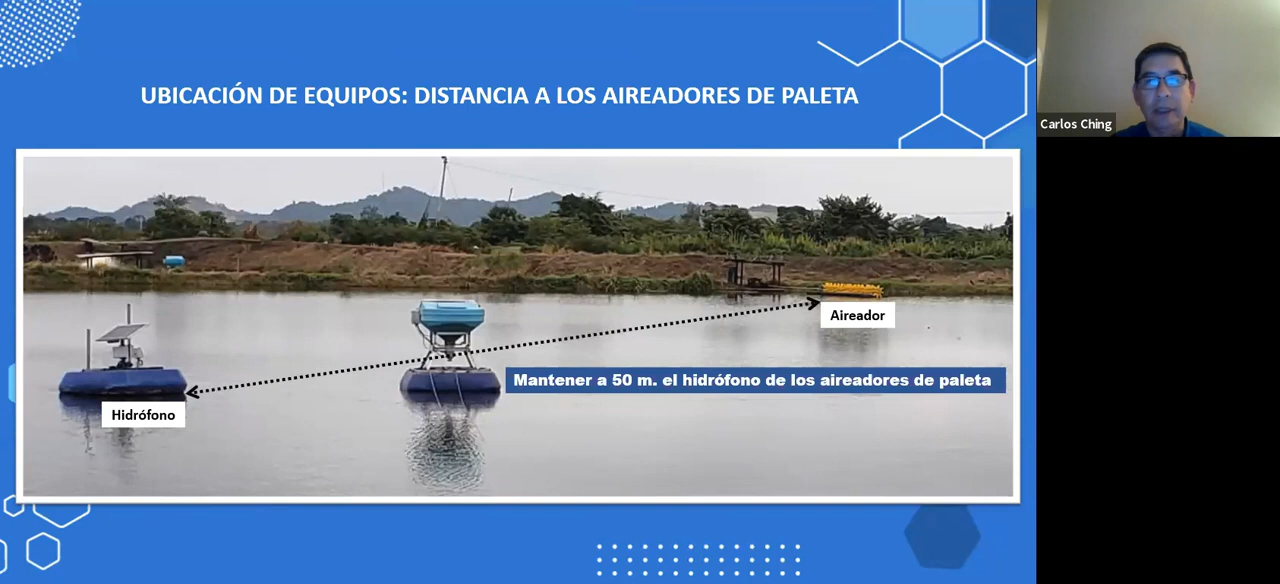 UBICACIÓN DE EQUIPOS: DISTANCIA A LOS AIREADORES DE PALETA
Carlos Ching
Aireador
Mantener a 50 m. el hidrófono de los aireadores de paleta
Hidrófono